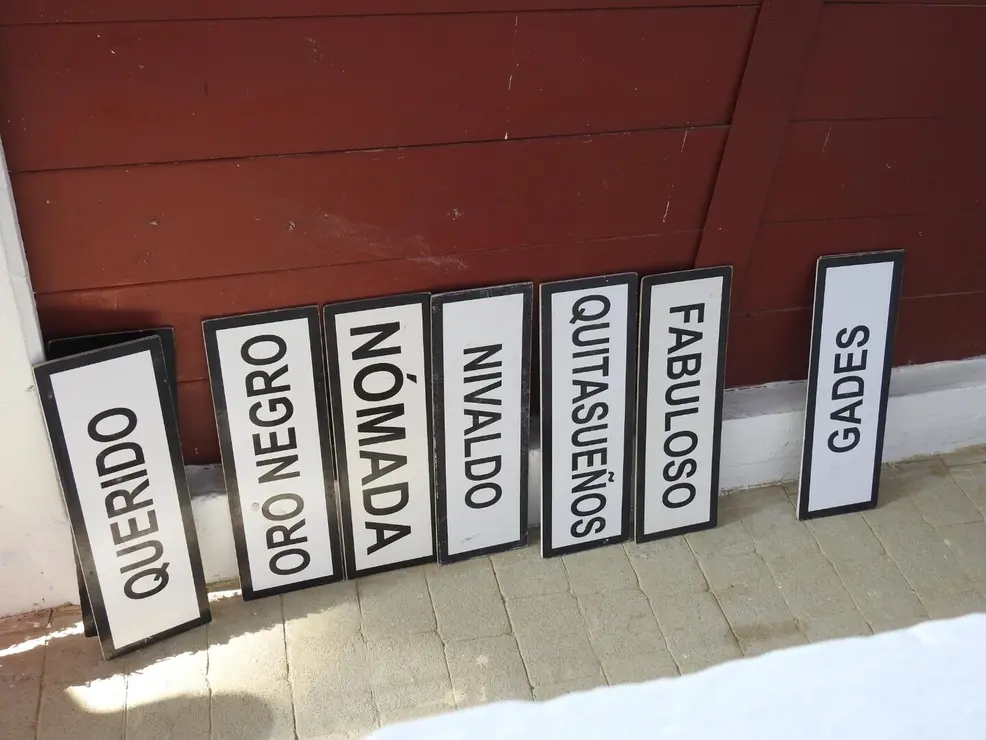 QUERIDO
ORO NEGRO
NÓMADA
NIVALDO
QUITASUEÑOS
FABULOSO
GADES